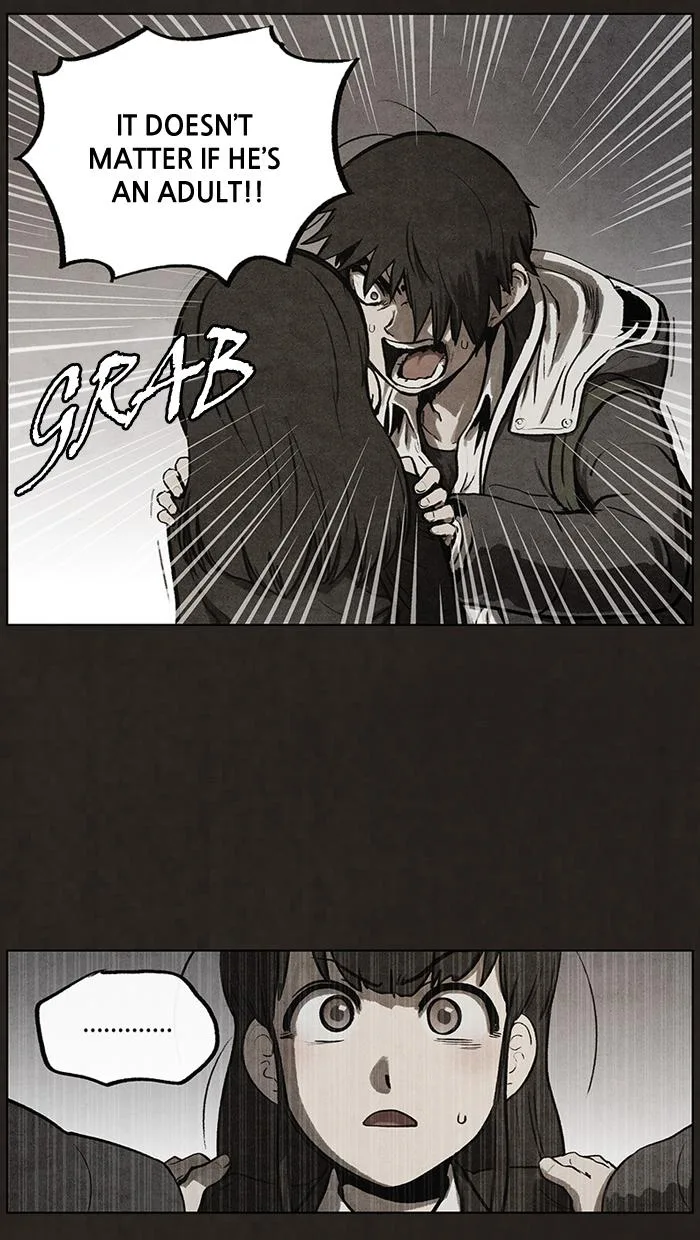 IT DOESN'T
MATTER IF HE'S
AN ADULT!!
GRAB
.............